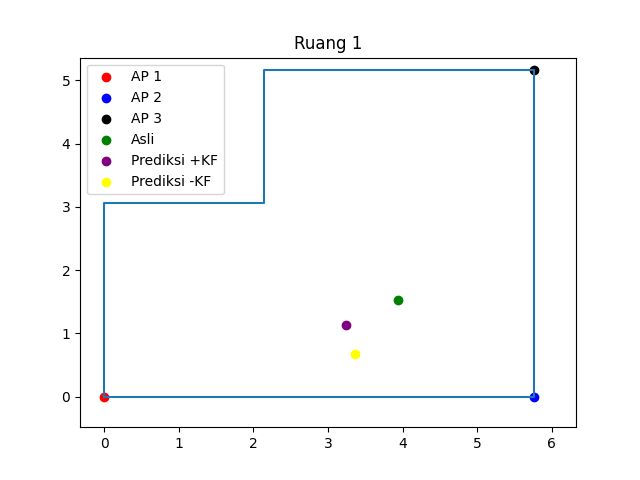 Ruang 1
AP 1
AP 2
AP 3
Asli
Prediksi +KF
Prediksi -KF
5
4
3
2
1
0
0 1 2 3 4 5 6